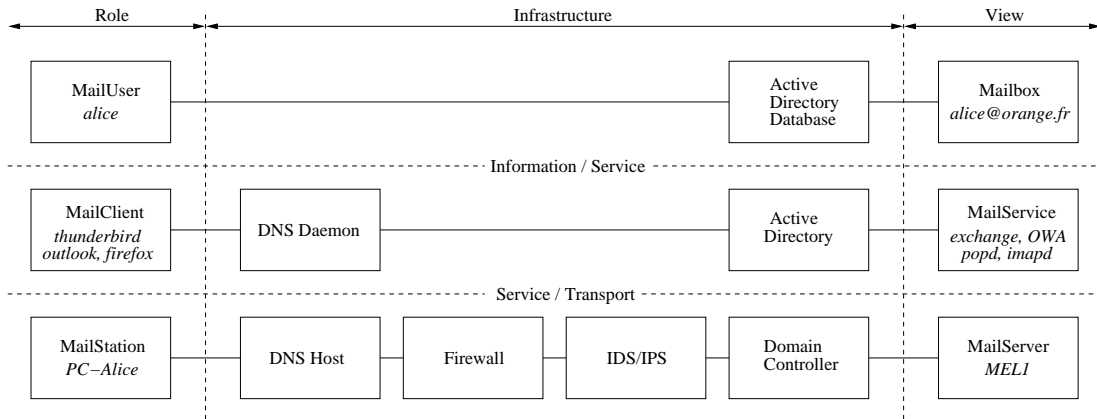 Role
Infrastructure
View
MailUser
alice
Active
Directory
Database
Mailbox
alice@orange.fr
Information / Service
MailClient
thunderbird
outlook, firefox
DNS Daemon
Active
Directory
MailService
exchange, OWA
popd, imapd
Service / Transport
MailStation
PC−Alice
DNS Host
Firewall
IDS/IPS
Domain
Controller
MailServer
MEL1